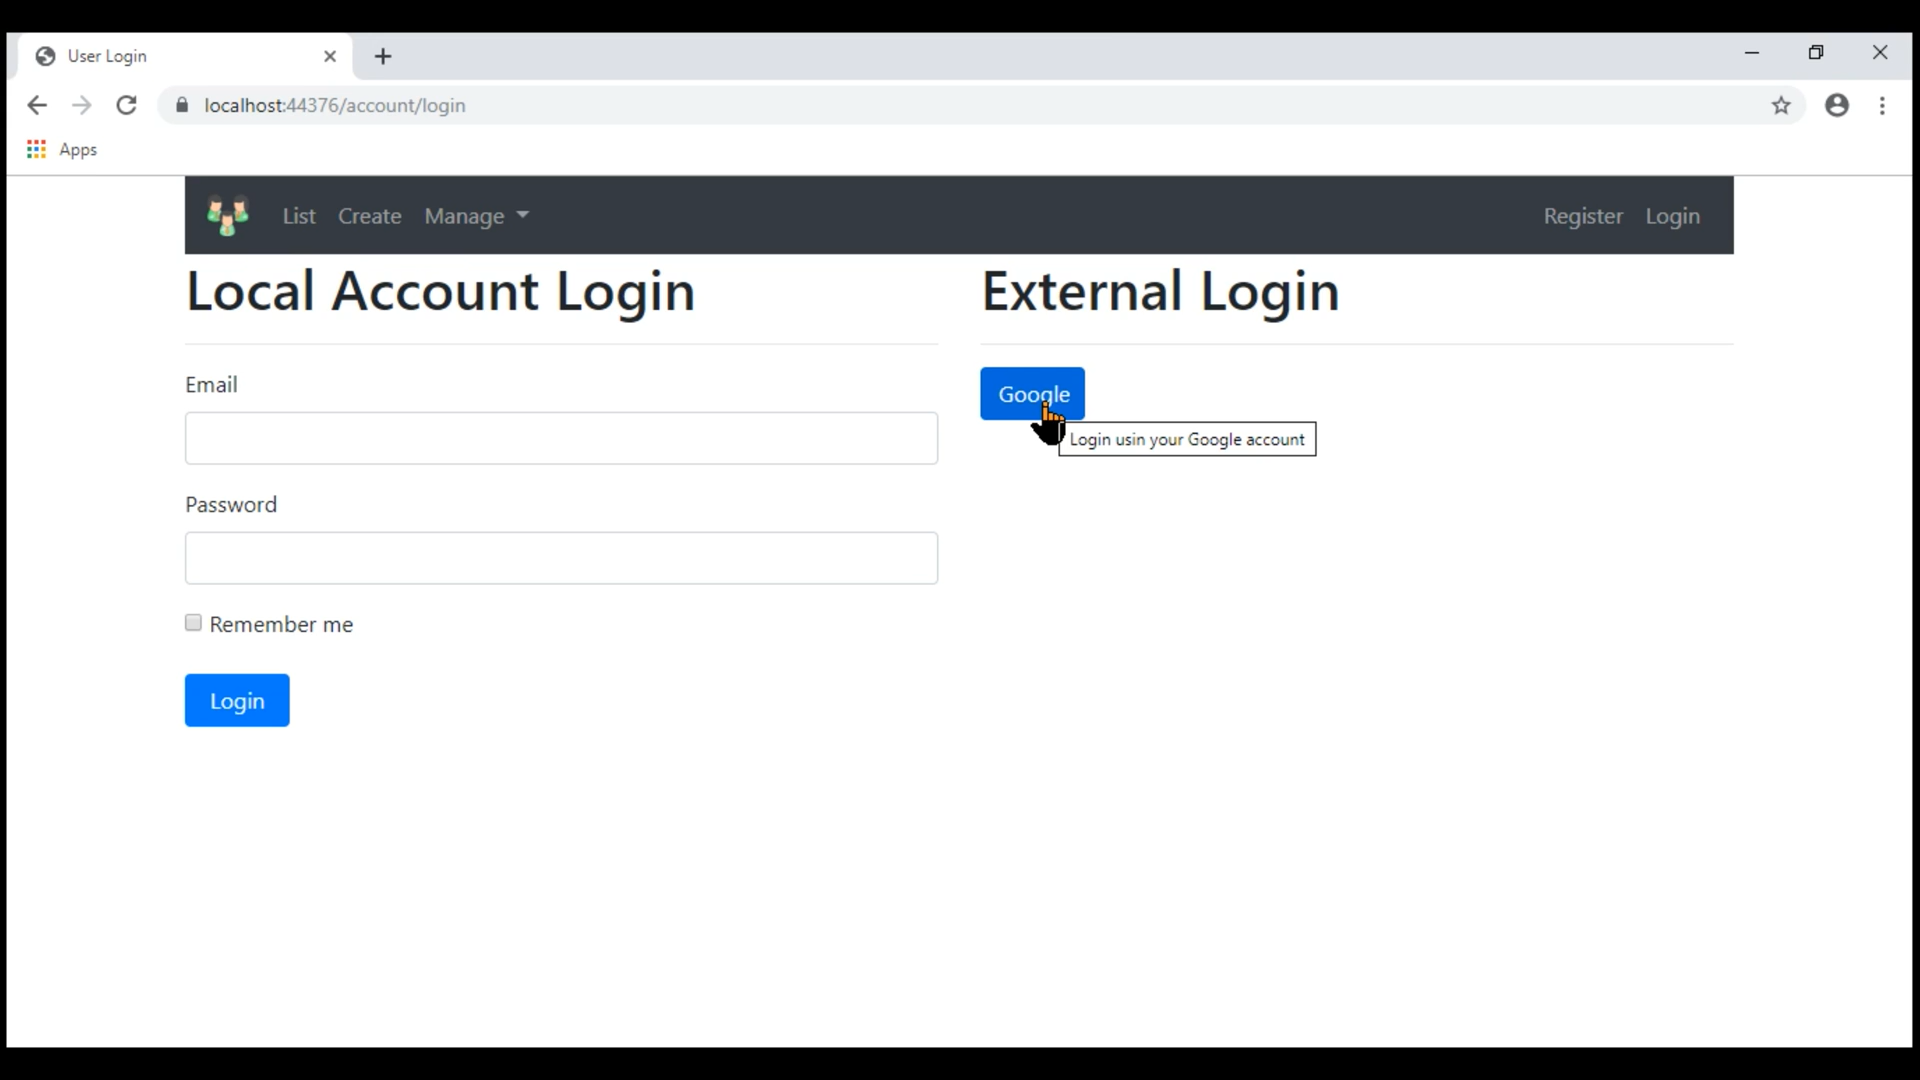 User Login
localhost:44376/account/login
Apps
List Create Manage Register Login
Local Account Login
External Login
Email
Google
Login usin your Google account
Password
Remember me
Login